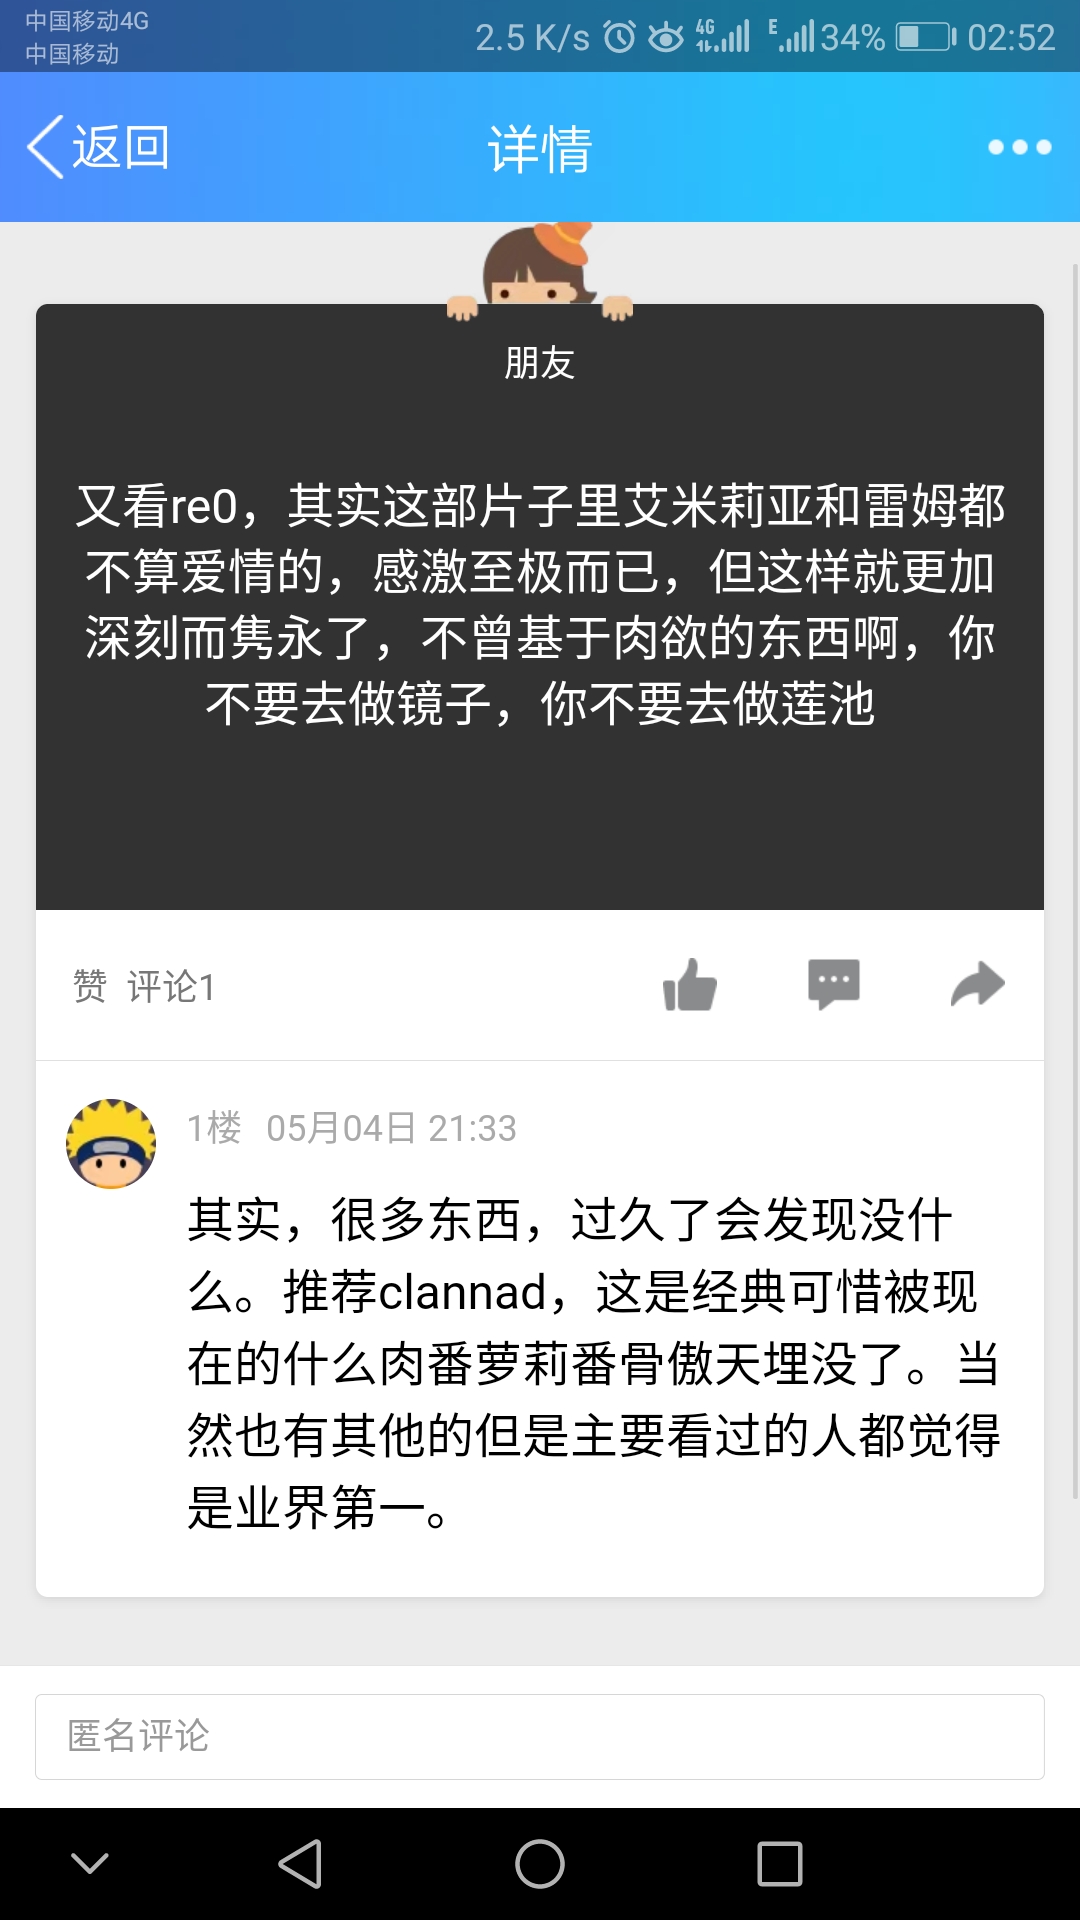 中国移动4G
中国移动
2.5 K/s 4G E 34% 02:52
返回 详情
朋友
又看re0，其实这部片子里艾米莉亚和雷姆都
不算爱情的，感激至极而已，但这样就更加
深刻而隽永了，不曾基于肉欲的东西啊，你
不要去做镜子，你不要去做莲池
赞 评论1
1楼 05月04日 21:33
其实，很多东西，过久了会发现没什
么。推荐clannad，这是经典可惜被现
在的什么肉番萝莉番骨傲天埋没了。当
然也有其他的但是主要看过的人都觉得
是业界第一。
匿名评论